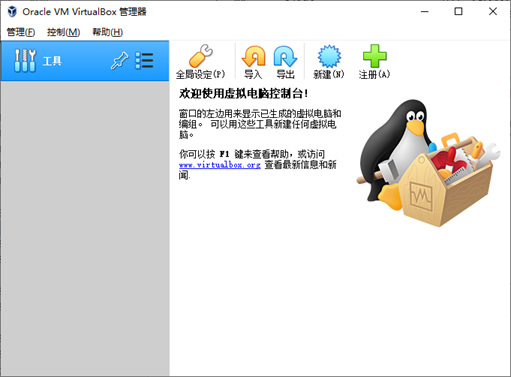 Oracle VM VirtualBox 管理器
管理(F) 控制(M) 帮助(H)
工具
全局设定(P) 导入 导出 新建(N) 注册(A)
欢迎使用虚拟电脑控制台!
窗口的左边用来显示已生成的虚拟电脑和
编组。 可以用这些工具新建任何虚拟电
脑。
你可以按 F1 键来查看帮助，或访问
www.virtualbox.org 查看最新信息和新
闻.